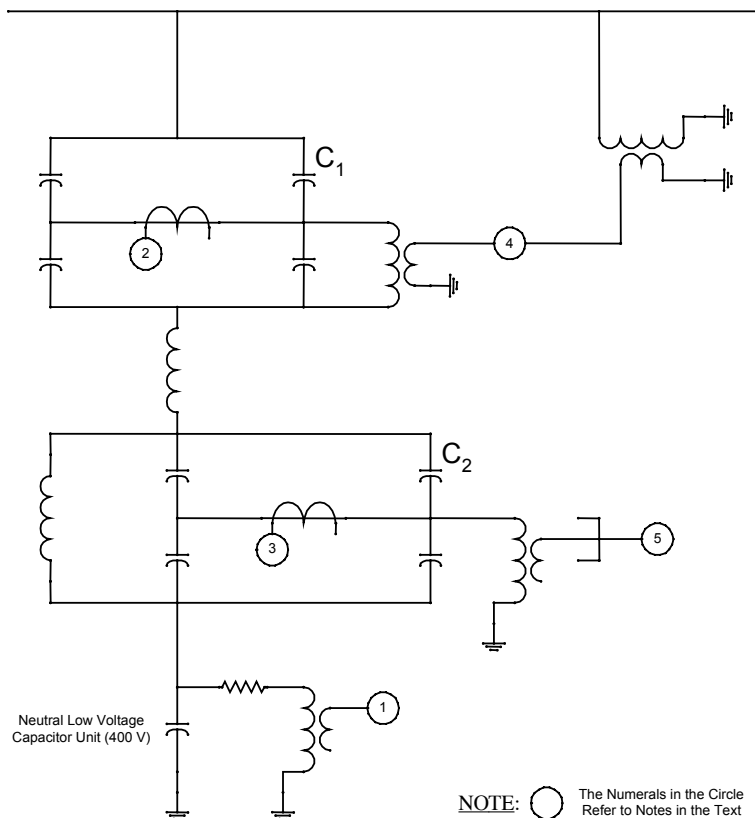 C1
2
4
C2
3
5
1
Neutral Low Voltage
Capacitor Unit (400 V)
NOTE: The Numerals in the Circle
Refer to Notes in the Text